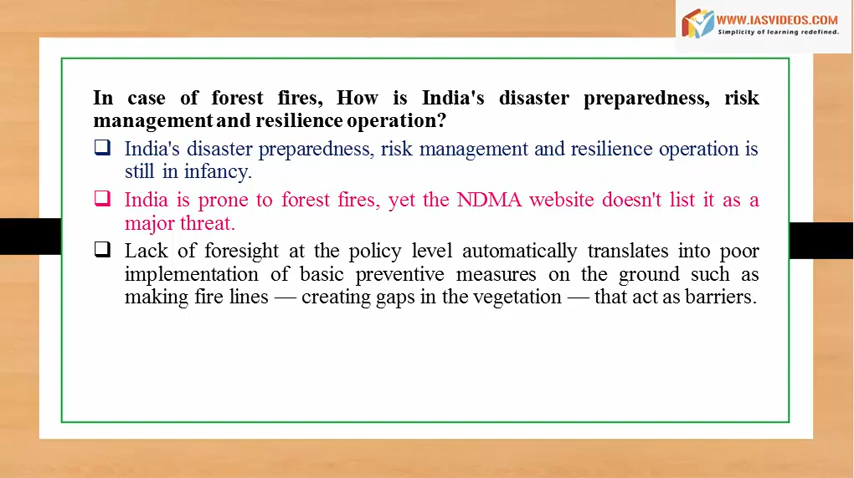 WWW.IASVIDEOS.COM
Simplicity of learning redefined.
In case of forest fires, How is India's disaster preparedness, risk
management and resilience operation?
India's disaster preparedness, risk management and resilience operation is
still in infancy.
India is prone to forest fires, yet the NDMA website doesn't list it as a
major threat.
Lack of foresight at the policy level automatically translates into poor
implementation of basic preventive measures on the ground such as
making fire lines — creating gaps in the vegetation — that act as barriers.